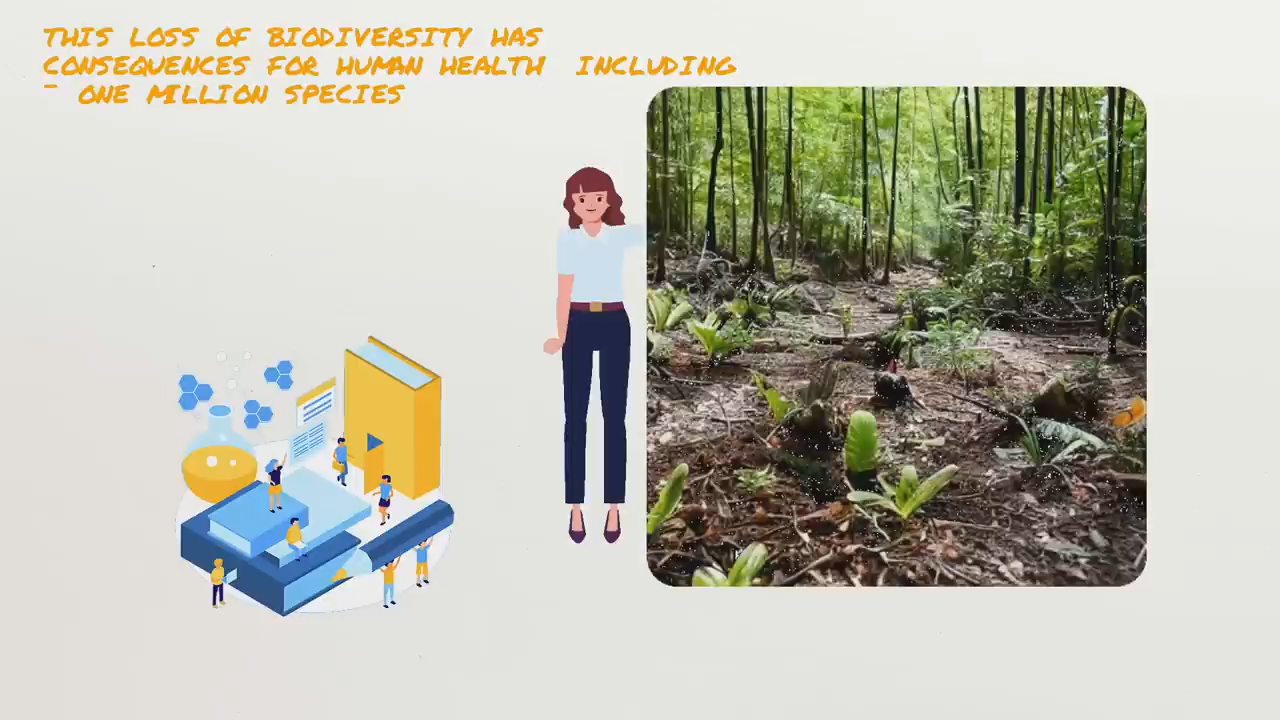 THIS LOSS OF BIODIVERSITY HAS
CONSEQUENCES FOR HUMAN HEALTH INCLUDING
- ONE MILLION SPECIES